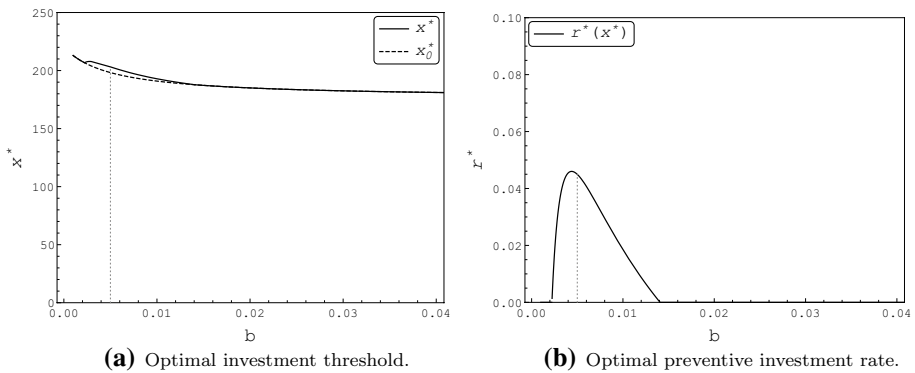 250
200
150
100
50
0
x*
x*
x₀*
0.00
0.01
0.02
0.03
0.04
b
(a) Optimal investment threshold.
0.10
0.08
0.06
0.04
0.02
0.00
r*
r*(x*)
0.00
0.01
0.02
0.03
0.04
b
(b) Optimal preventive investment rate.